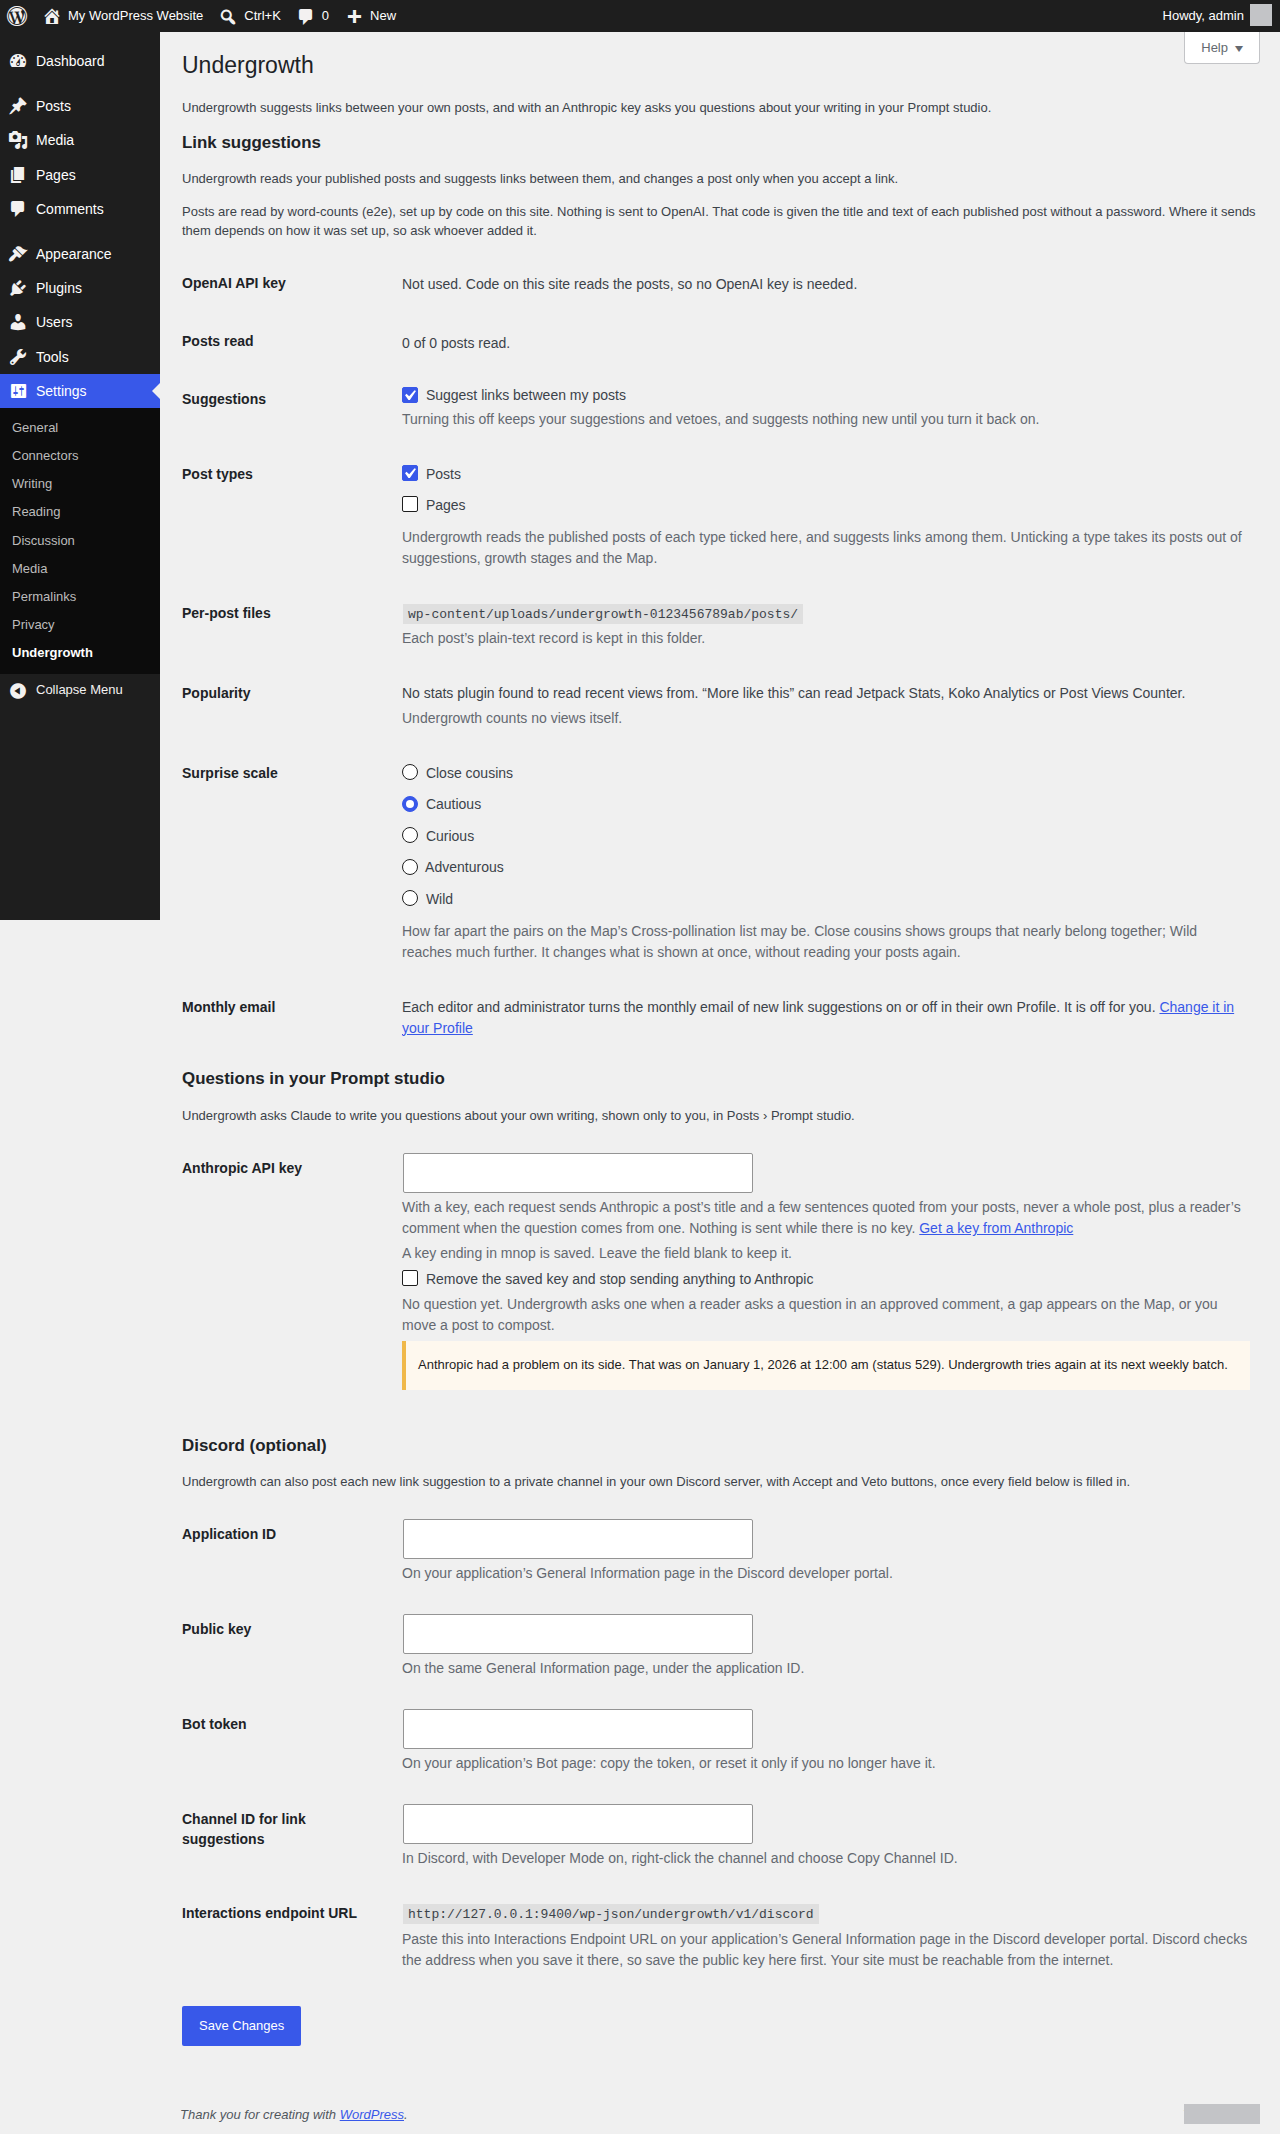 My WordPress Website Ctrl+K 0 New Howdy, admin
Help
Dashboard
Posts
Media
Pages
Comments
Appearance
Plugins
Users
Tools
Settings
General
Connectors
Writing
Reading
Discussion
Media
Permalinks
Privacy
Undergrowth
Collapse Menu
Undergrowth
Undergrowth suggests links between your own posts, and with an Anthropic key asks you questions about your writing in your Prompt studio.
Link suggestions
Undergrowth reads your published posts and suggests links between them, and changes a post only when you accept a link.
Posts are read by word-counts (e2e), set up by code on this site. Nothing is sent to OpenAI. That code is given the title and text of each published post without a password. Where it sends
them depends on how it was set up, so ask whoever added it.
OpenAI API key
Not used. Code on this site reads the posts, so no OpenAI key is needed.
Posts read
0 of 0 posts read.
Suggestions
Suggest links between my posts
Turning this off keeps your suggestions and vetoes, and suggests nothing new until you turn it back on.
Post types
Posts
Pages
Undergrowth reads the published posts of each type ticked here, and suggests links among them. Unticking a type takes its posts out of
suggestions, growth stages and the Map.
Per-post files
wp-content/uploads/undergrowth-0123456789ab/posts/
Each post’s plain-text record is kept in this folder.
Popularity
No stats plugin found to read recent views from. “More like this” can read Jetpack Stats, Koko Analytics or Post Views Counter.
Undergrowth counts no views itself.
Surprise scale
Close cousins
Cautious
Curious
Adventurous
Wild
How far apart the pairs on the Map’s Cross-pollination list may be. Close cousins shows groups that nearly belong together; Wild
reaches much further. It changes what is shown at once, without reading your posts again.
Monthly email
Each editor and administrator turns the monthly email of new link suggestions on or off in their own Profile. It is off for you. Change it in
your Profile
Questions in your Prompt studio
Undergrowth asks Claude to write you questions about your own writing, shown only to you, in Posts › Prompt studio.
Anthropic API key
With a key, each request sends Anthropic a post’s title and a few sentences quoted from your posts, never a whole post, plus a reader’s
comment when the question comes from one. Nothing is sent while there is no key. Get a key from Anthropic
A key ending in mnop is saved. Leave the field blank to keep it.
Remove the saved key and stop sending anything to Anthropic
No question yet. Undergrowth asks one when a reader asks a question in an approved comment, a gap appears on the Map, or you
move a post to compost.
Anthropic had a problem on its side. That was on January 1, 2026 at 12:00 am (status 529). Undergrowth tries again at its next weekly batch.
Discord (optional)
Undergrowth can also post each new link suggestion to a private channel in your own Discord server, with Accept and Veto buttons, once every field below is filled in.
Application ID
On your application’s General Information page in the Discord developer portal.
Public key
On the same General Information page, under the application ID.
Bot token
On your application’s Bot page: copy the token, or reset it only if you no longer have it.
Channel ID for link
suggestions
In Discord, with Developer Mode on, right-click the channel and choose Copy Channel ID.
Interactions endpoint URL
http://127.0.0.1:9400/wp-json/undergrowth/v1/discord
Paste this into Interactions Endpoint URL on your application’s General Information page in the Discord developer portal. Discord checks
the address when you save it there, so save the public key here first. Your site must be reachable from the internet.
Save Changes
Thank you for creating with WordPress.